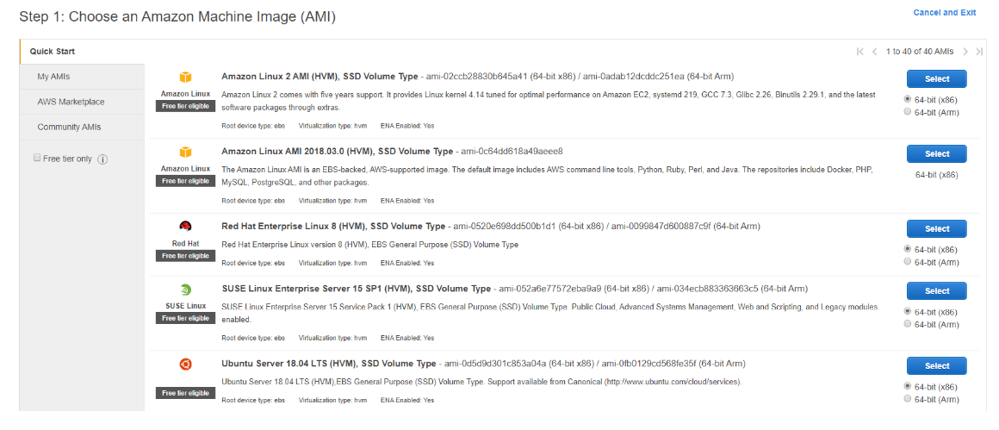 Step 1: Choose an Amazon Machine Image (AMI)
Cancel and Exit
Quick Start
My AMIs
AWS Marketplace
Community AMIs
Free tier only i
1 to 40 of 40 AMIs
Amazon Linux
Free tier eligible
Amazon Linux 2 AMI (HVM), SSD Volume Type - ami-02ccb28830b645a41 (64-bit x86) / ami-0adab12dcddc251ea (64-bit Arm)
Amazon Linux 2 comes with five years support. It provides Linux kernel 4.14 tuned for optimal performance on Amazon EC2, systemd 219, GCC 7.3, Glibc 2.26, Binutils 2.29.1, and the latest
software packages through extras.
Root device type: ebs Virtualization type: hvm ENA Enabled: Yes
Select
64-bit (x86)
64-bit (Arm)
Amazon Linux
Free tier eligible
Amazon Linux AMI 2018.03.0 (HVM), SSD Volume Type - ami-0c64dd618a49aeee8
The Amazon Linux AMI is an EBS-backed, AWS-supported image. The default image includes AWS command line tools, Python, Ruby, Perl, and Java. The repositories include Docker, PHP,
MySQL, PostgreSQL, and other packages.
Root device type: ebs Virtualization type: hvm ENA Enabled: Yes
Select
64-bit (x86)
Red Hat
Free tier eligible
Red Hat Enterprise Linux 8 (HVM), SSD Volume Type - ami-0520e698dd500b1d1 (64-bit x86) / ami-0099847d600887c9f (64-bit Arm)
Red Hat Enterprise Linux version 8 (HVM), EBS General Purpose (SSD) Volume Type
Root device type: ebs Virtualization type: hvm ENA Enabled: Yes
Select
64-bit (x86)
64-bit (Arm)
SUSE Linux
Free tier eligible
SUSE Linux Enterprise Server 15 SP1 (HVM), SSD Volume Type - ami-052a6e77572eba9a9 (64-bit x86) / ami-034ecb883363663c5 (64-bit Arm)
SUSE Linux Enterprise Server 15 Service Pack 1 (HVM), EBS General Purpose (SSD) Volume Type. Public Cloud, Advanced Systems Management, Web and Scripting, and Legacy modules
enabled.
Root device type: ebs Virtualization type: hvm ENA Enabled: Yes
Select
64-bit (x86)
64-bit (Arm)
Free tier eligible
Ubuntu Server 18.04 LTS (HVM), SSD Volume Type - ami-0d5d9d301c853a04a (64-bit x86) / ami-0fb0129cd568fe35f (64-bit Arm)
Ubuntu Server 18.04 LTS (HVM),EBS General Purpose (SSD) Volume Type. Support available from Canonical (http://www.ubuntu.com/cloud/services).
Root device type: ebs Virtualization type: hvm ENA Enabled: Yes
Select
64-bit (x86)
64-bit (Arm)